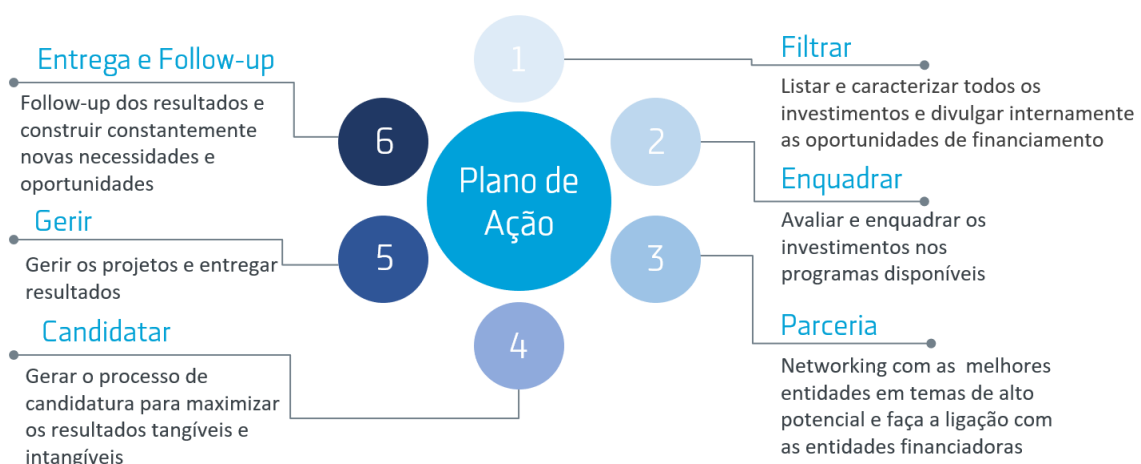 Plano de
Ação
1
Filtrar
Listar e caracterizar todos os
investimentos e divulgar internamente
as oportunidades de financiamento
2
Enquadrar
Avaliar e enquadrar os
investimentos nos
programas disponíveis
3
Parceria
Networking com as  melhores
entidades em temas de alto
potencial e faça a ligação com
as entidades financiadoras
4
Candidatar
Gerar o processo de
candidatura para maximizar
os resultados tangíveis e
intangíveis
5
Gerir
Gerir os projetos e entregar
resultados
6
Entrega e Follow-up
Follow-up dos resultados e
construir constantemente
novas necessidades e
oportunidades